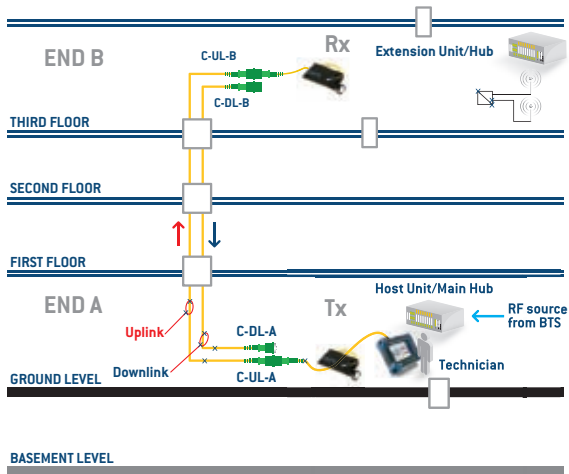 END B
C-UL-B
Rx
Extension Unit/Hub
C-DL-B
THIRD FLOOR
SECOND FLOOR
FIRST FLOOR
END A
Tx
Host Unit/Main Hub
RF source
from BTS
Uplink
C-DL-A
Downlink
Technician
C-UL-A
GROUND LEVEL
BASEMENT LEVEL